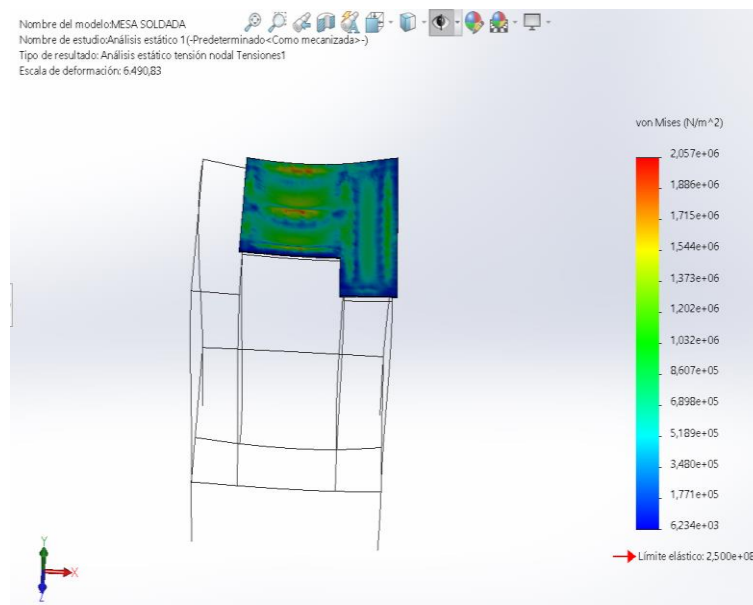 Nombre del modelo:MESA SOLDADA
Nombre de estudio:Análisis estático 1(-Predeterminado<Como mecanizada>-)
Tipo de resultado: Análisis estático tensión nodal Tensiones1
Escala de deformación: 6.490,83
von Mises (N/m^2)
2,057e+06
1,886e+06
1,715e+06
1,544e+06
1,373e+06
1,202e+06
1,032e+06
8,607e+05
6,898e+05
5,189e+05
3,480e+05
1,771e+05
6,234e+03
Límite elástico: 2,500e+08
Y
X
Z